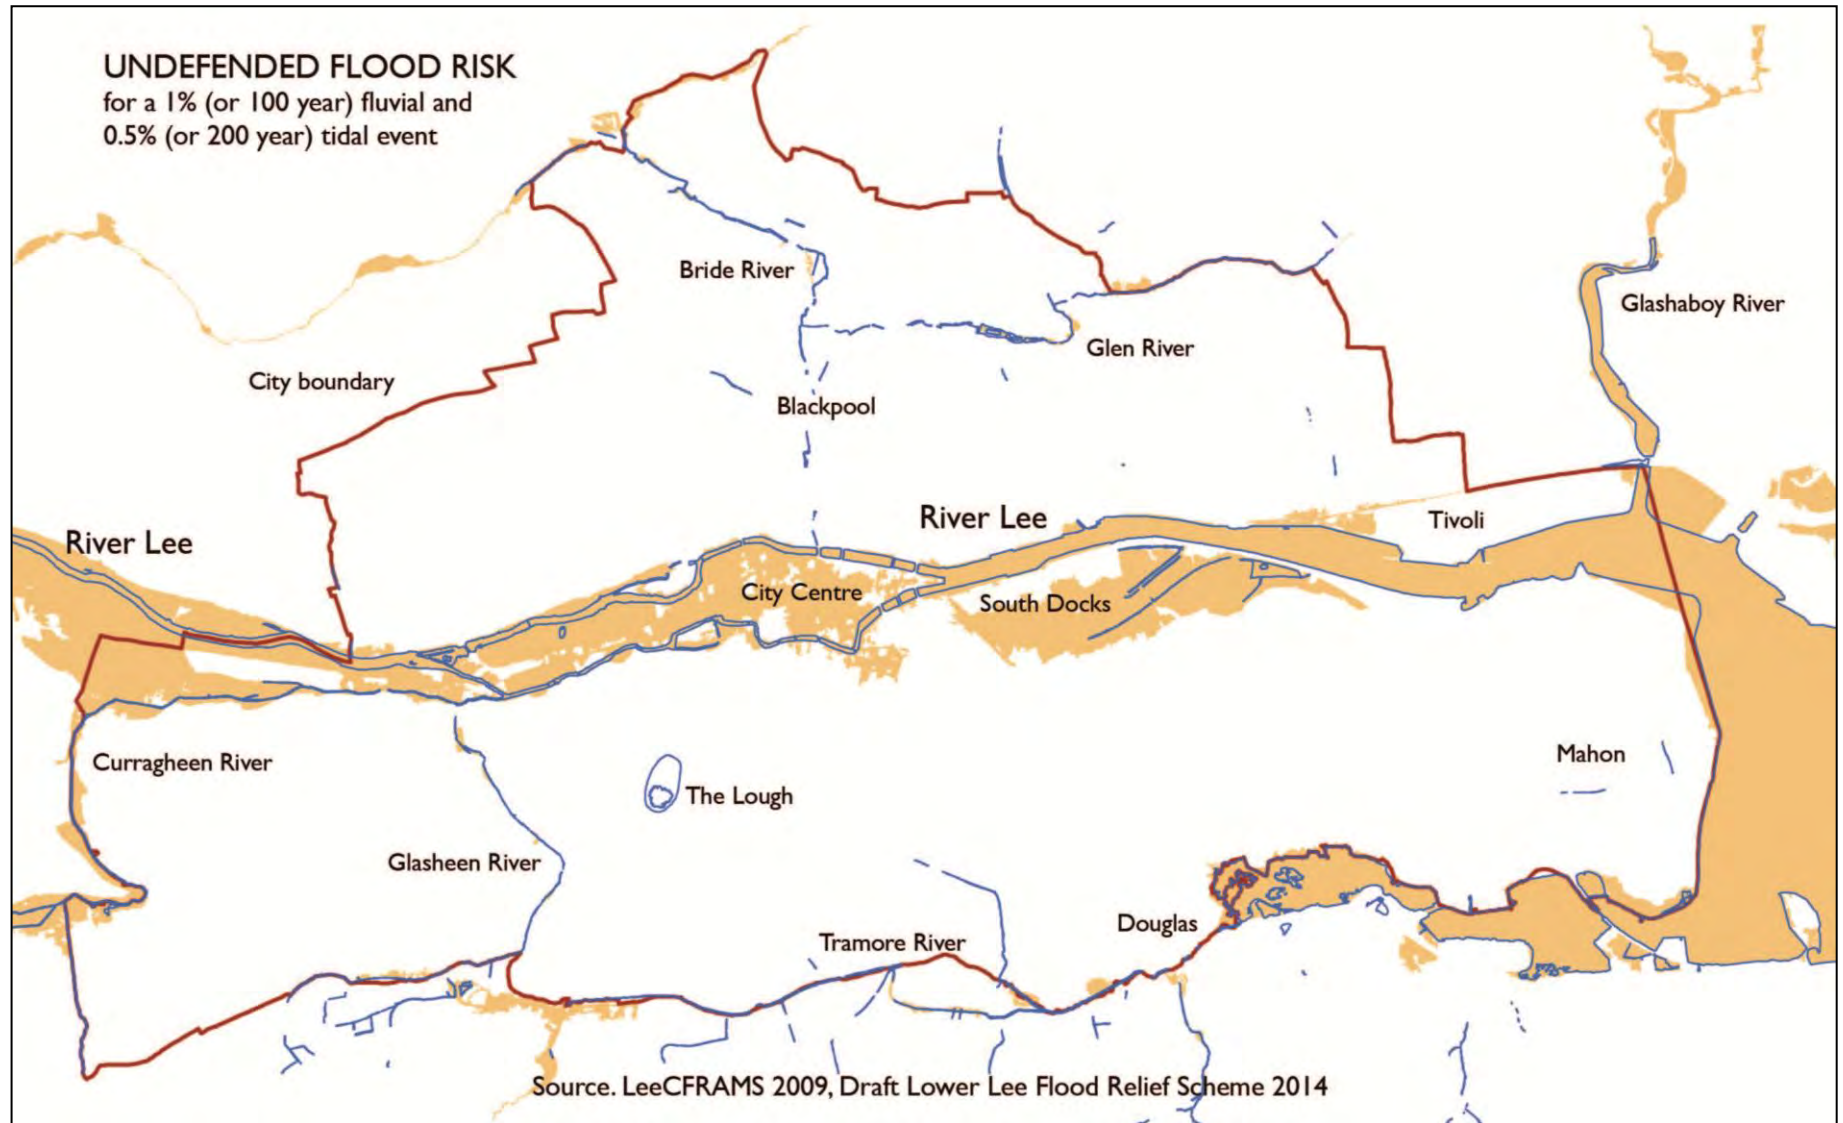 UNDEFENDED FLOOD RISK
for a 1% (or 100 year) fluvial and
0.5% (or 200 year) tidal event
Bride River
Glashaboy River
Glen River
City boundary
Blackpool
River Lee
Tivoli
River Lee
City Centre
South Docks
Mahon
Curragheen River
The Lough
Glasheen River
Douglas
Tramore River
Source. LeeCFRAMS 2009, Draft Lower Lee Flood Relief Scheme 2014